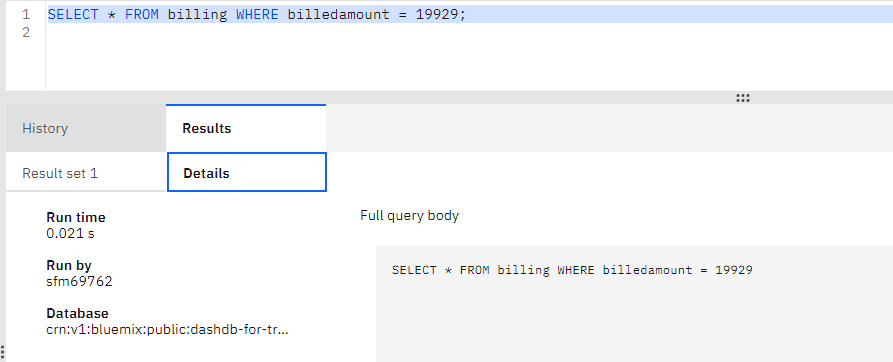 1 SELECT * FROM billing WHERE billedamount = 19929;
2
History
Results
Result set 1
Details
Run time
0.021 s
Run by
sfm69762
Database
crn:v1:bluemix:public:dashdb-for-tr...
Full query body
SELECT * FROM billing WHERE billedamount = 19929